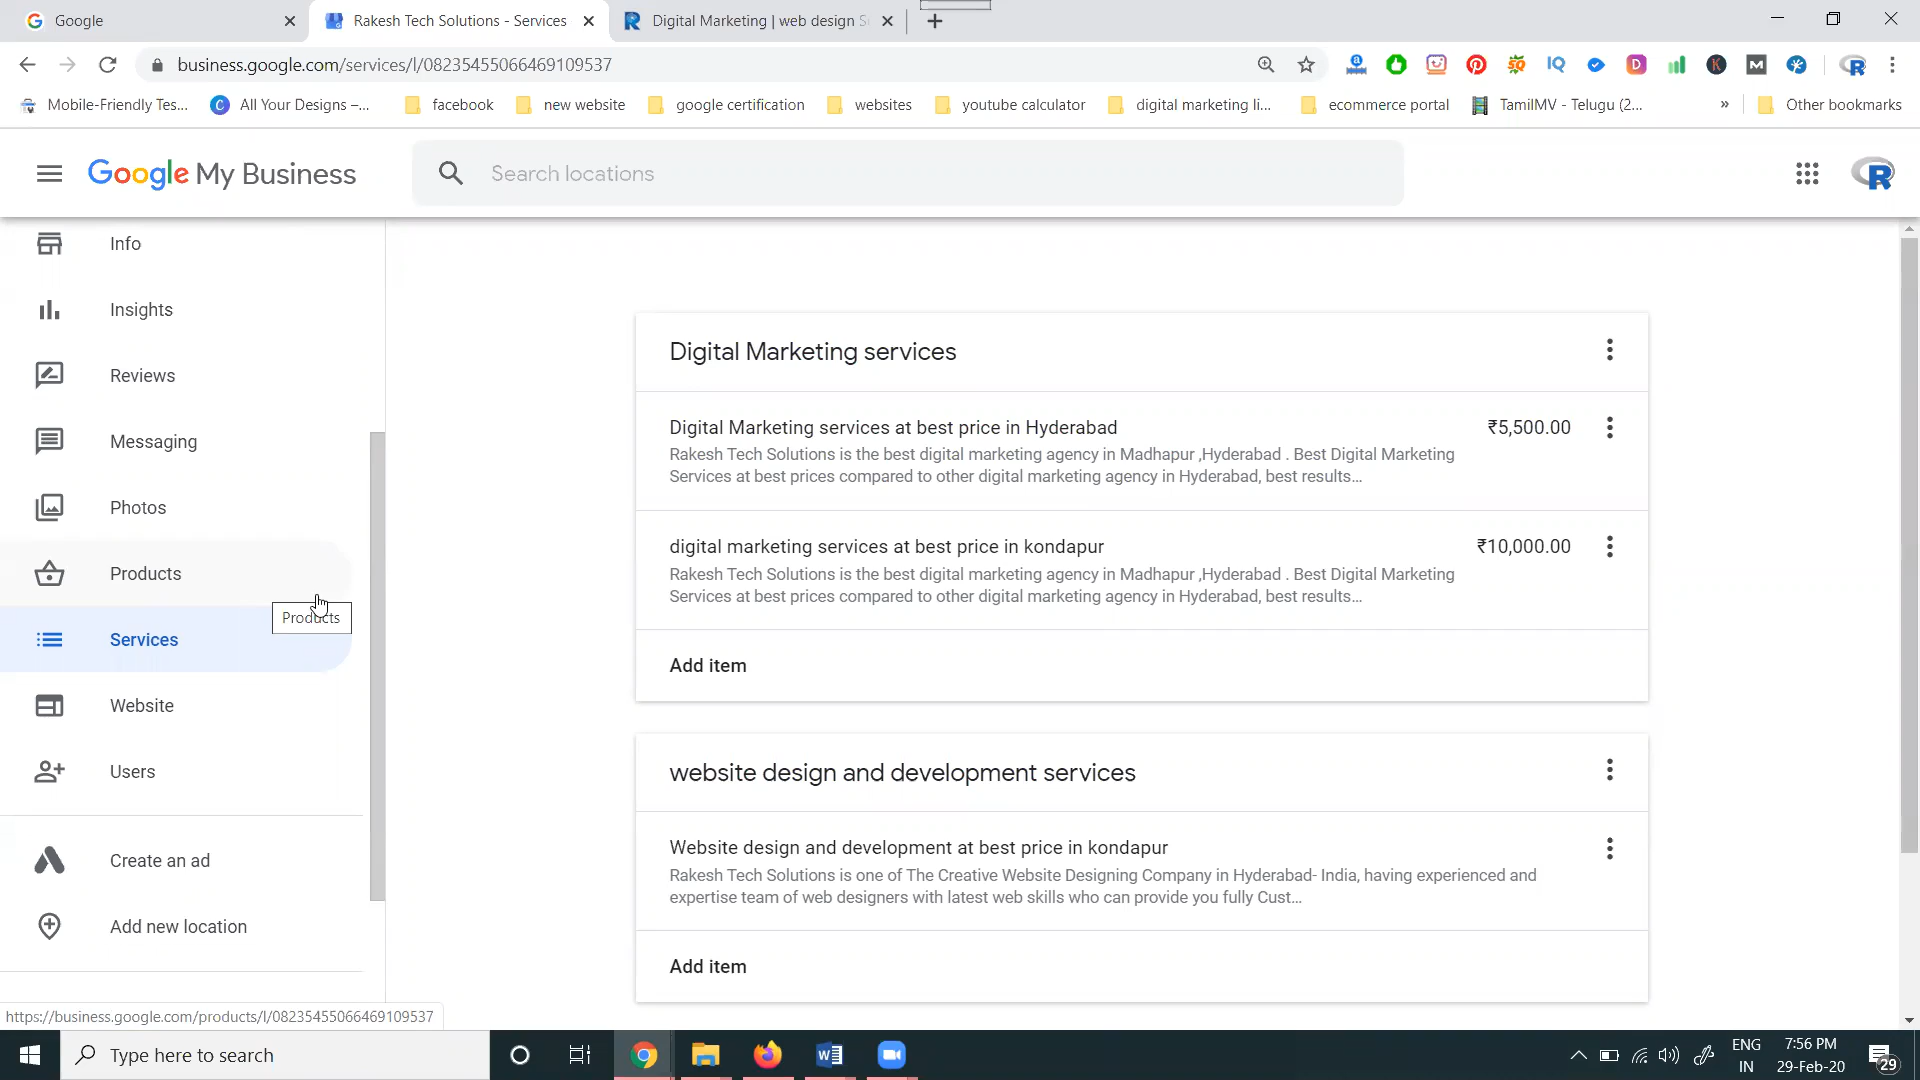 Google
Rakesh Tech Solutions - Services
Digital Marketing | web design S
business.google.com/services/l/08235455066469109537
Mobile-Friendly Tes...
All Your Designs –...
facebook
new website
google certification
websites
youtube calculator
digital marketing li...
ecommerce portal
TamilMV - Telugu (2...
»
Other bookmarks
Google My Business
Search locations
Info
Insights
Reviews
Messaging
Photos
Products
Products
Services
Website
Users
Create an ad
Add new location
Digital Marketing services
Digital Marketing services at best price in Hyderabad
₹5,500.00
Rakesh Tech Solutions is the best digital marketing agency in Madhapur ,Hyderabad . Best Digital Marketing
Services at best prices compared to other digital marketing agency in Hyderabad, best results...
digital marketing services at best price in kondapur
₹10,000.00
Rakesh Tech Solutions is the best digital marketing agency in Madhapur ,Hyderabad . Best Digital Marketing
Services at best prices compared to other digital marketing agency in Hyderabad, best results...
Add item
website design and development services
Website design and development at best price in kondapur
Rakesh Tech Solutions is one of The Creative Website Designing Company in Hyderabad- India, having experienced and
expertise team of web designers with latest web skills who can provide you fully Cust...
Add item
https://business.google.com/products/l/08235455066469109537
Type here to search
ENG
IN
7:56 PM
29-Feb-20
29